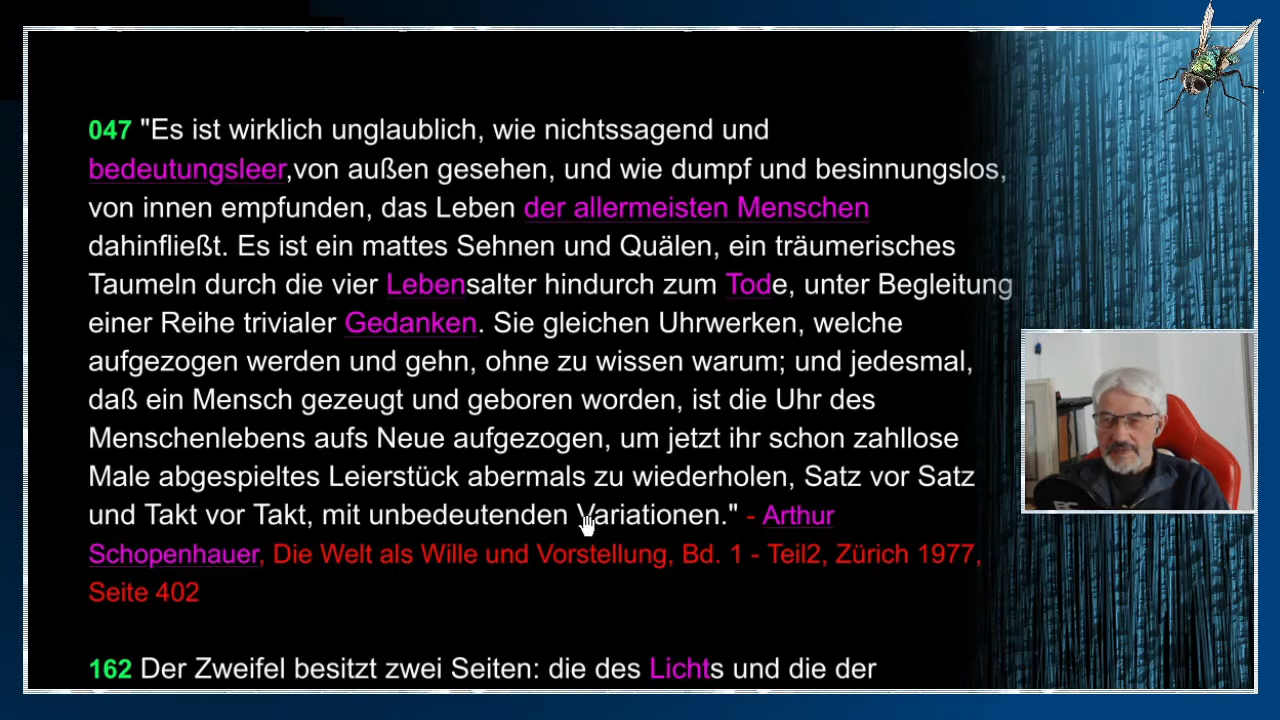 047 "Es ist wirklich unglaublich, wie nichtssagend und
bedeutungsleer,von außen gesehen, und wie dumpf und besinnungslos,
von innen empfunden, das Leben der allermeisten Menschen
dahinfließt. Es ist ein mattes Sehnen und Quälen, ein träumerisches
Taumeln durch die vier Lebensalter hindurch zum Tode, unter Begleitung
einer Reihe trivialer Gedanken. Sie gleichen Uhrwerken, welche
aufgezogen werden und gehn, ohne zu wissen warum; und jedesmal,
daß ein Mensch gezeugt und geboren worden, ist die Uhr des
Menschenlebens aufs Neue aufgezogen, um jetzt ihr schon zahllose
Male abgespieltes Leierstück abermals zu wiederholen, Satz vor Satz
und Takt vor Takt, mit unbedeutenden Variationen." - Arthur
Schopenhauer, Die Welt als Wille und Vorstellung, Bd. 1 - Teil2, Zürich 1977,
Seite 402
162 Der Zweifel besitzt zwei Seiten: die des Lichts und die der